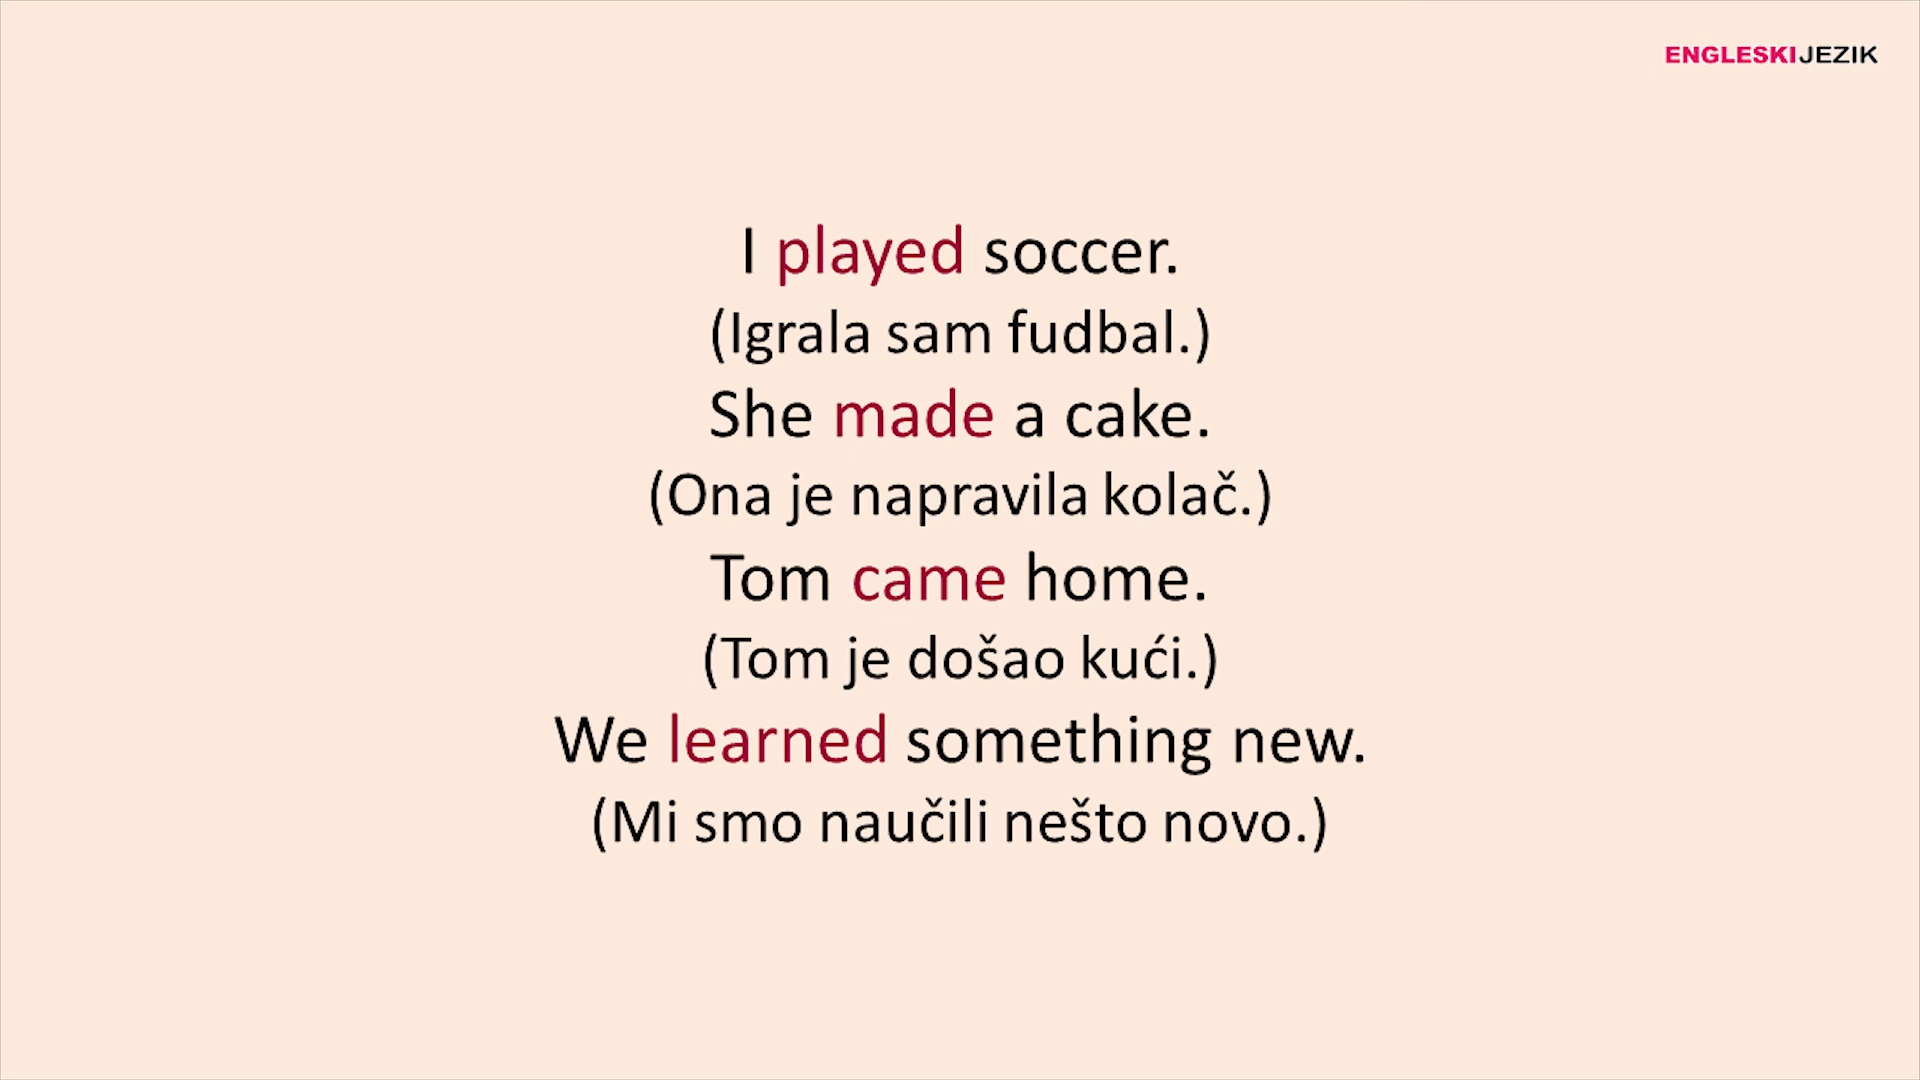 ENGLESKIJEZIK
I played soccer.
(Igrala sam fudbal.)
She made a cake.
(Ona je napravila kolač.)
Tom came home.
(Tom je došao kući.)
We learned something new.
(Mi smo naučili nešto novo.)